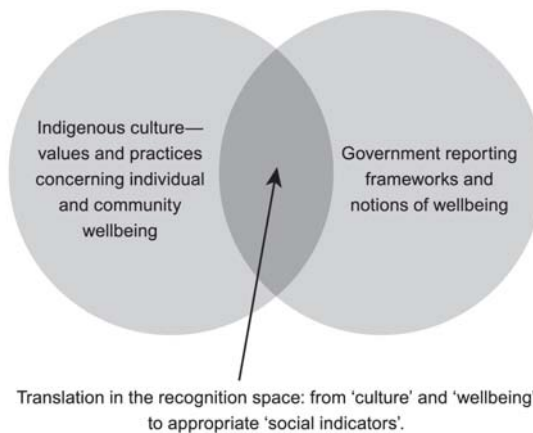 Indigenous culture—
values and practices
concerning individual
and community
wellbeing
Government reporting
frameworks and
notions of wellbeing
Translation in the recognition space: from ‘culture’ and ‘wellbeing’
to appropriate ‘social indicators’.